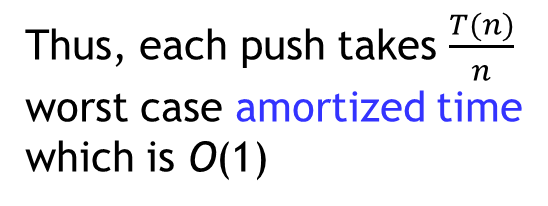 Thus, each push takes T(n)/n
worst case amortized time
which is O(1)